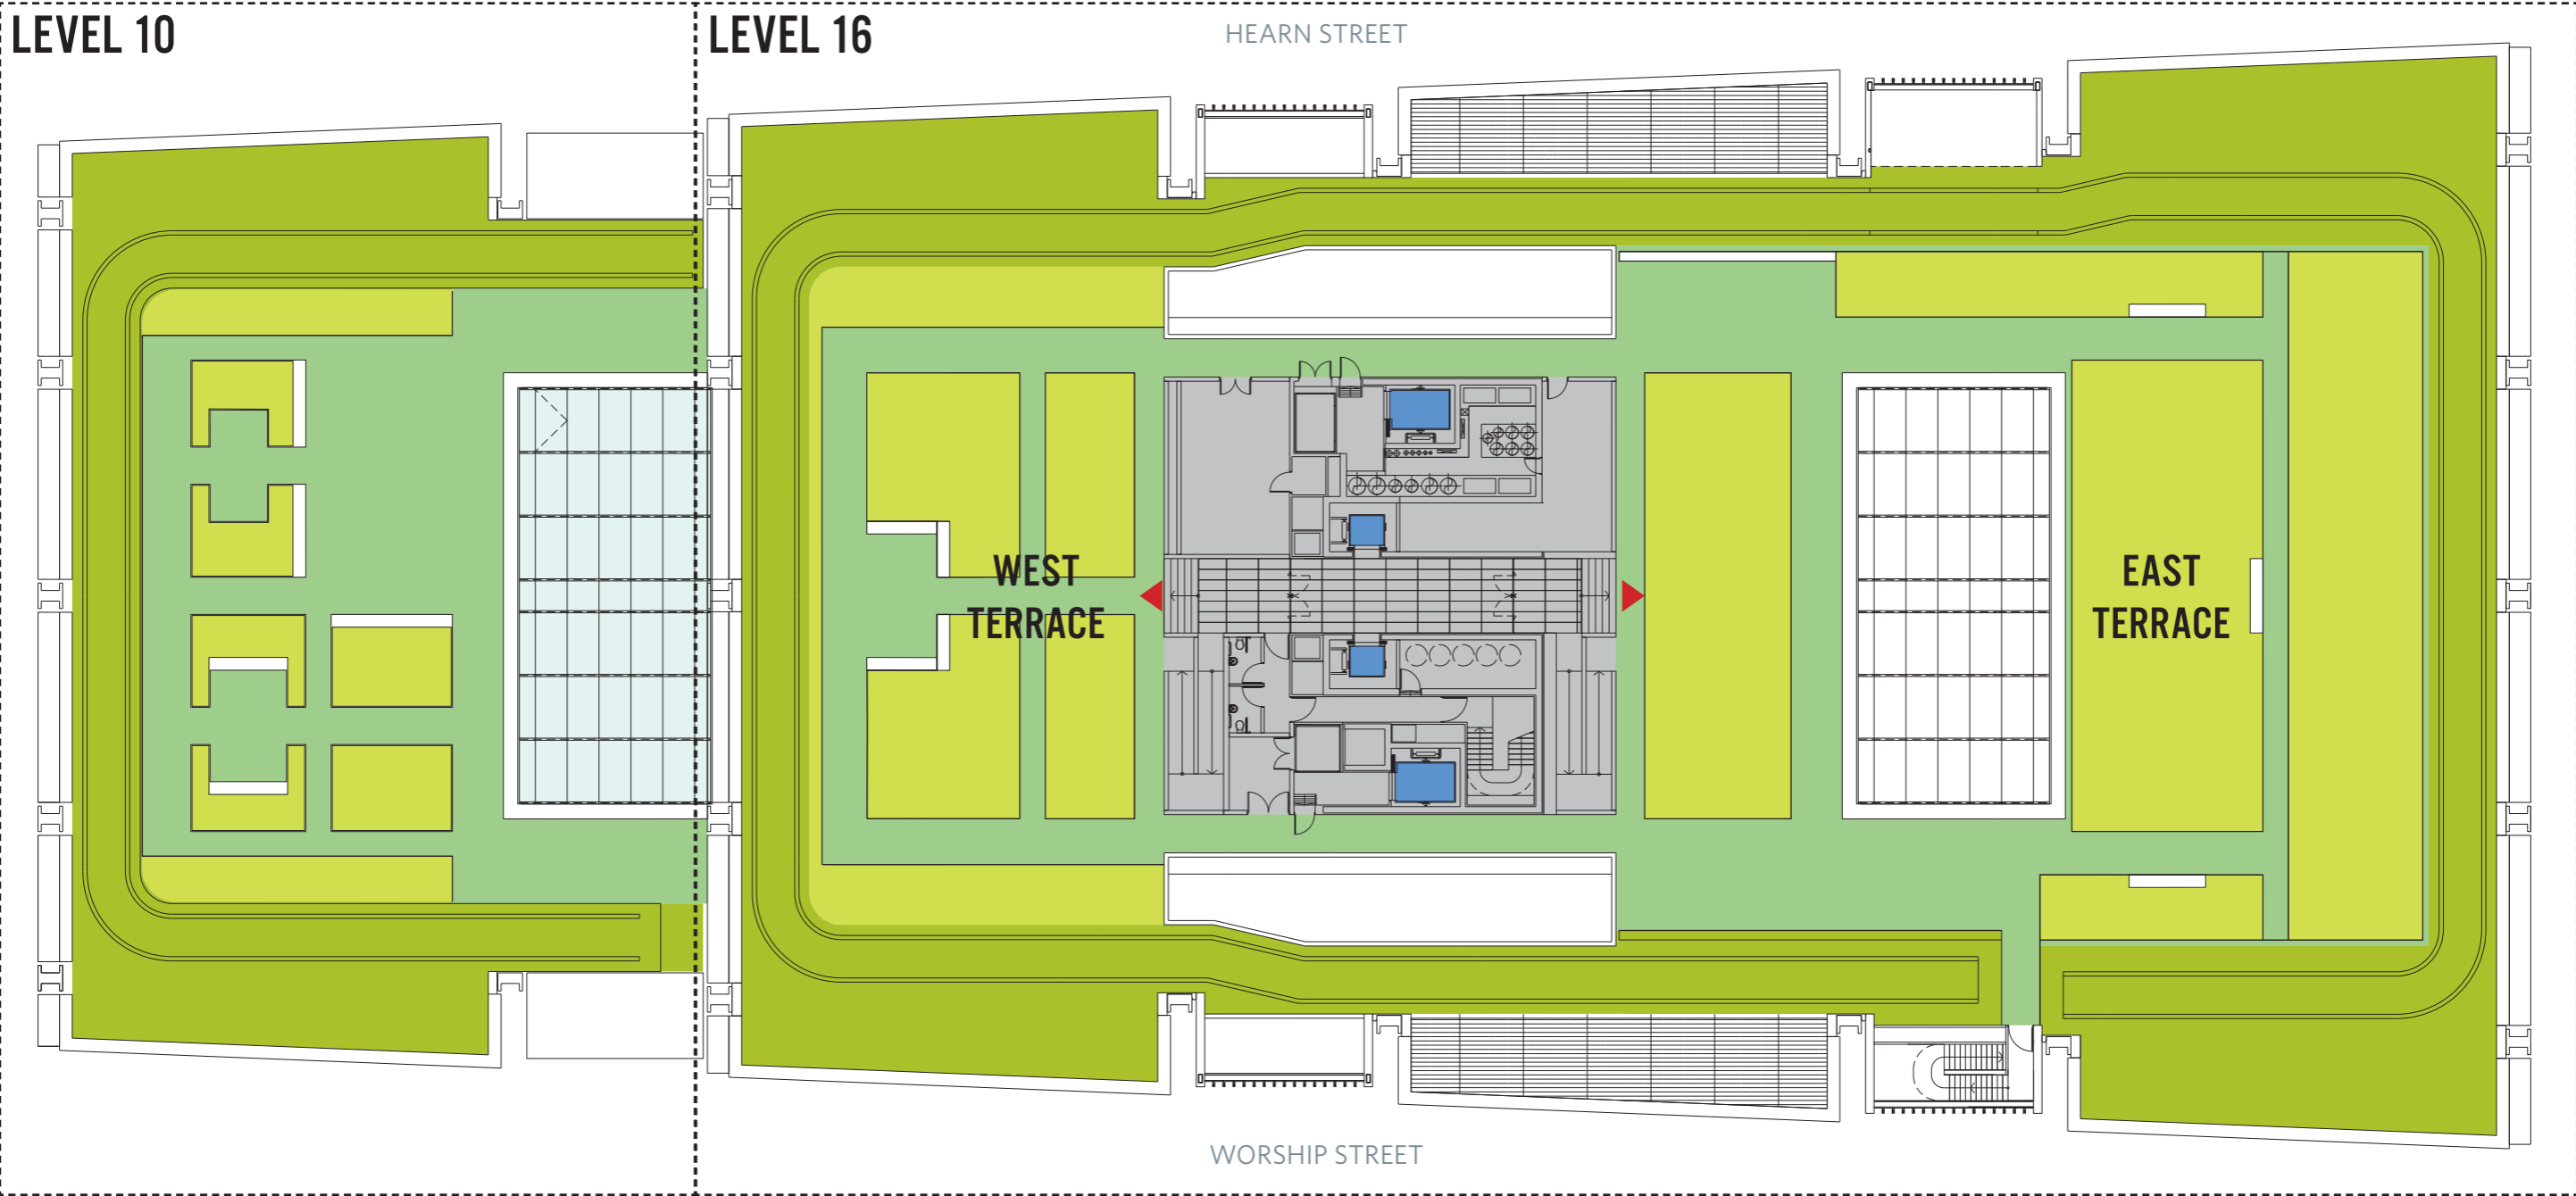 LEVEL 10
LEVEL 16
HEARN STREET
WEST
TERRACE
EAST
TERRACE
WORSHIP STREET